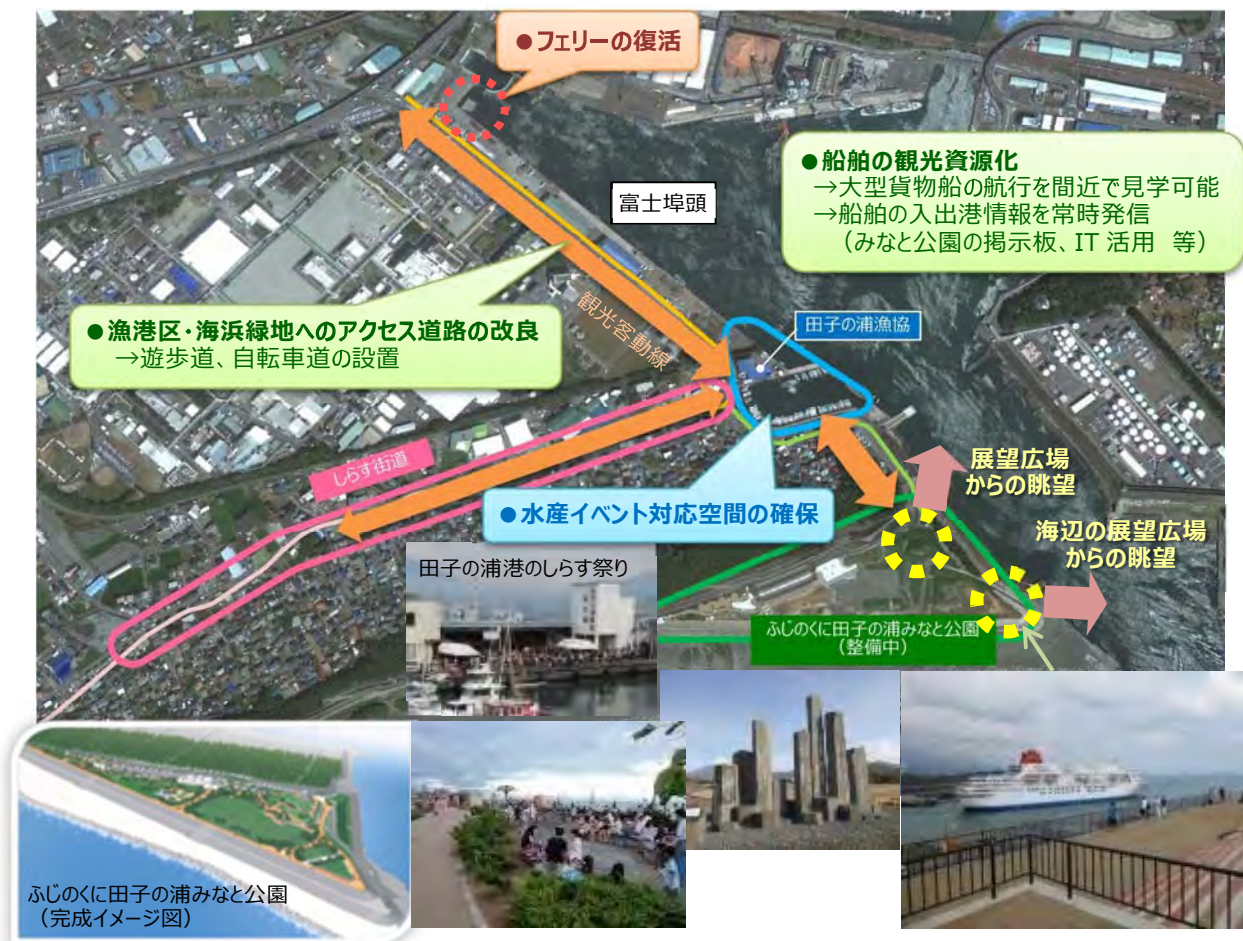 ●フェリーの復活
●船舶の観光資源化
→大型貨物船の航行を間近で見学可能
→船舶の入出港情報を常時発信
（みなと公園の掲示板、IT 活用　等）
富士埠頭
●漁港区・海浜緑地へのアクセス道路の改良
→遊歩道、自転車道の設置
観光客動線
田子の浦漁協
しらす街道
●水産イベント対応空間の確保
展望広場
からの眺望
海辺の展望広場
からの眺望
田子の浦港のしらす祭り
ふじのくに田子の浦みなと公園
（整備中）
ふじのくに田子の浦みなと公園
（完成イメージ図）